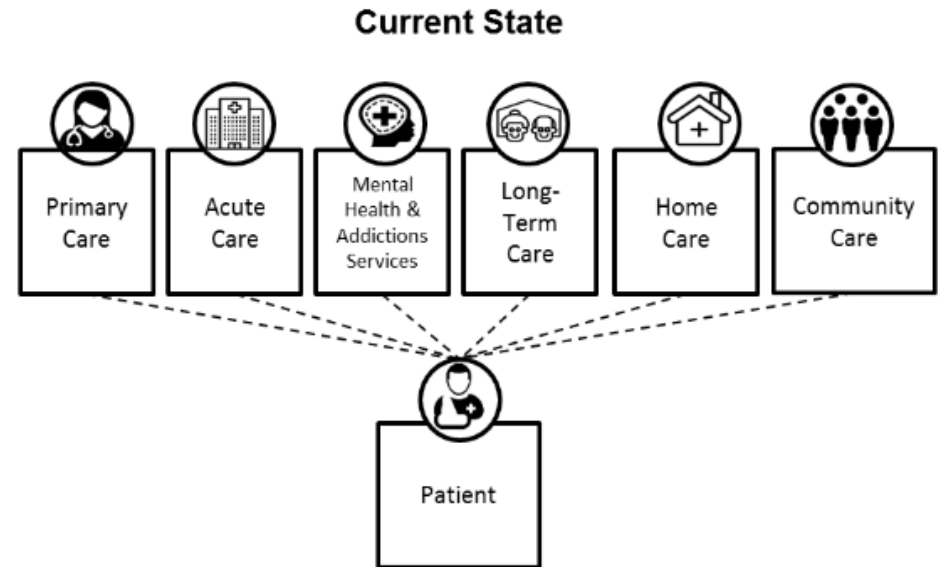 Current State
Primary
Care
Acute
Care
Mental
Health &
Addictions
Services
Long-
Term
Care
Home
Care
Community
Care
Patient